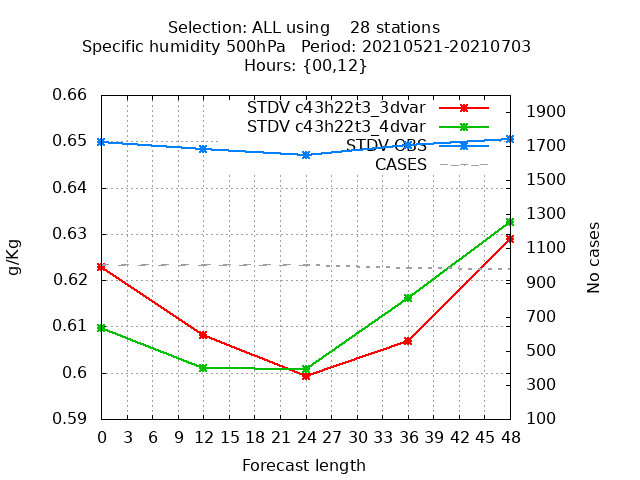 Selection: ALL using    28 stations
Specific humidity 500hPa   Period: 20210521-20210703
Hours: {00,12}
STDV c43h22t3_3dvar
STDV c43h22t3_4dvar
STDV OBS
CASES
0.66
0.65
0.64
0.63
0.62
0.61
0.6
0.59
g/Kg
1900
1700
1500
1300
1100
900
700
500
300
100
No cases
0 3 6 9 12 15 18 21 24 27 30 33 36 39 42 45 48
Forecast length